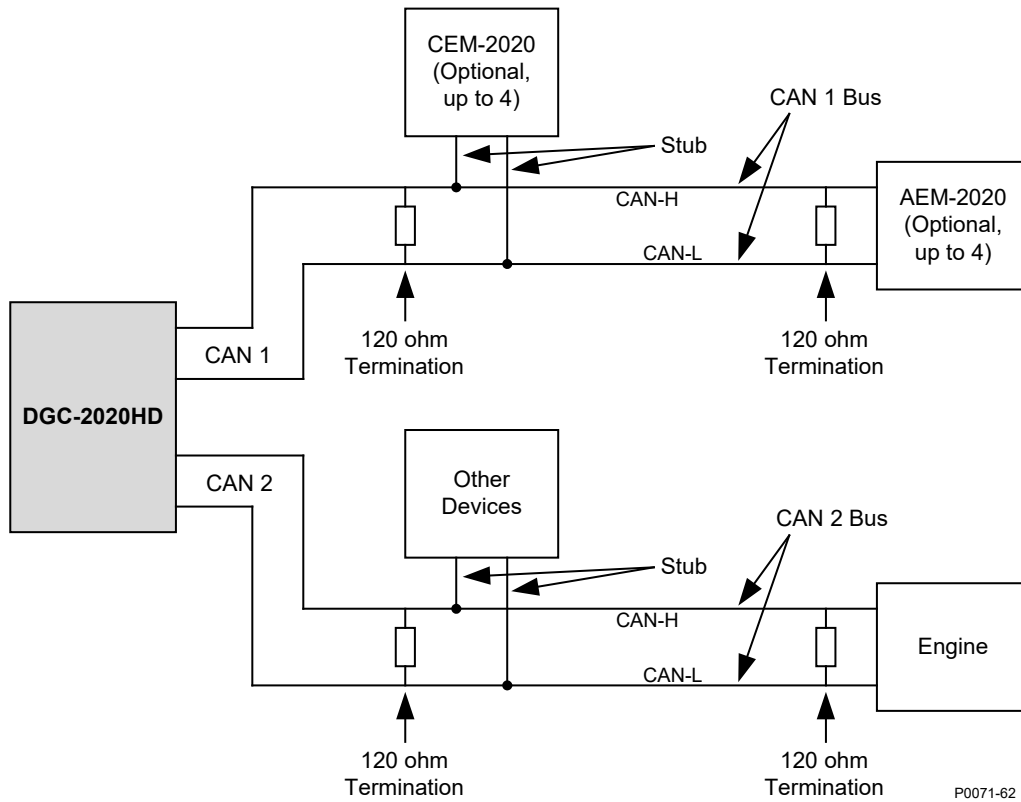 CEM-2020
(Optional,
up to 4)
CAN 1 Bus
Stub
CAN-H
AEM-2020
(Optional,
up to 4)
CAN-L
120 ohm
Termination
120 ohm
Termination
CAN 1
DGC-2020HD
CAN 2
Other
Devices
CAN 2 Bus
Stub
CAN-H
Engine
CAN-L
120 ohm
Termination
120 ohm
Termination
P0071-62